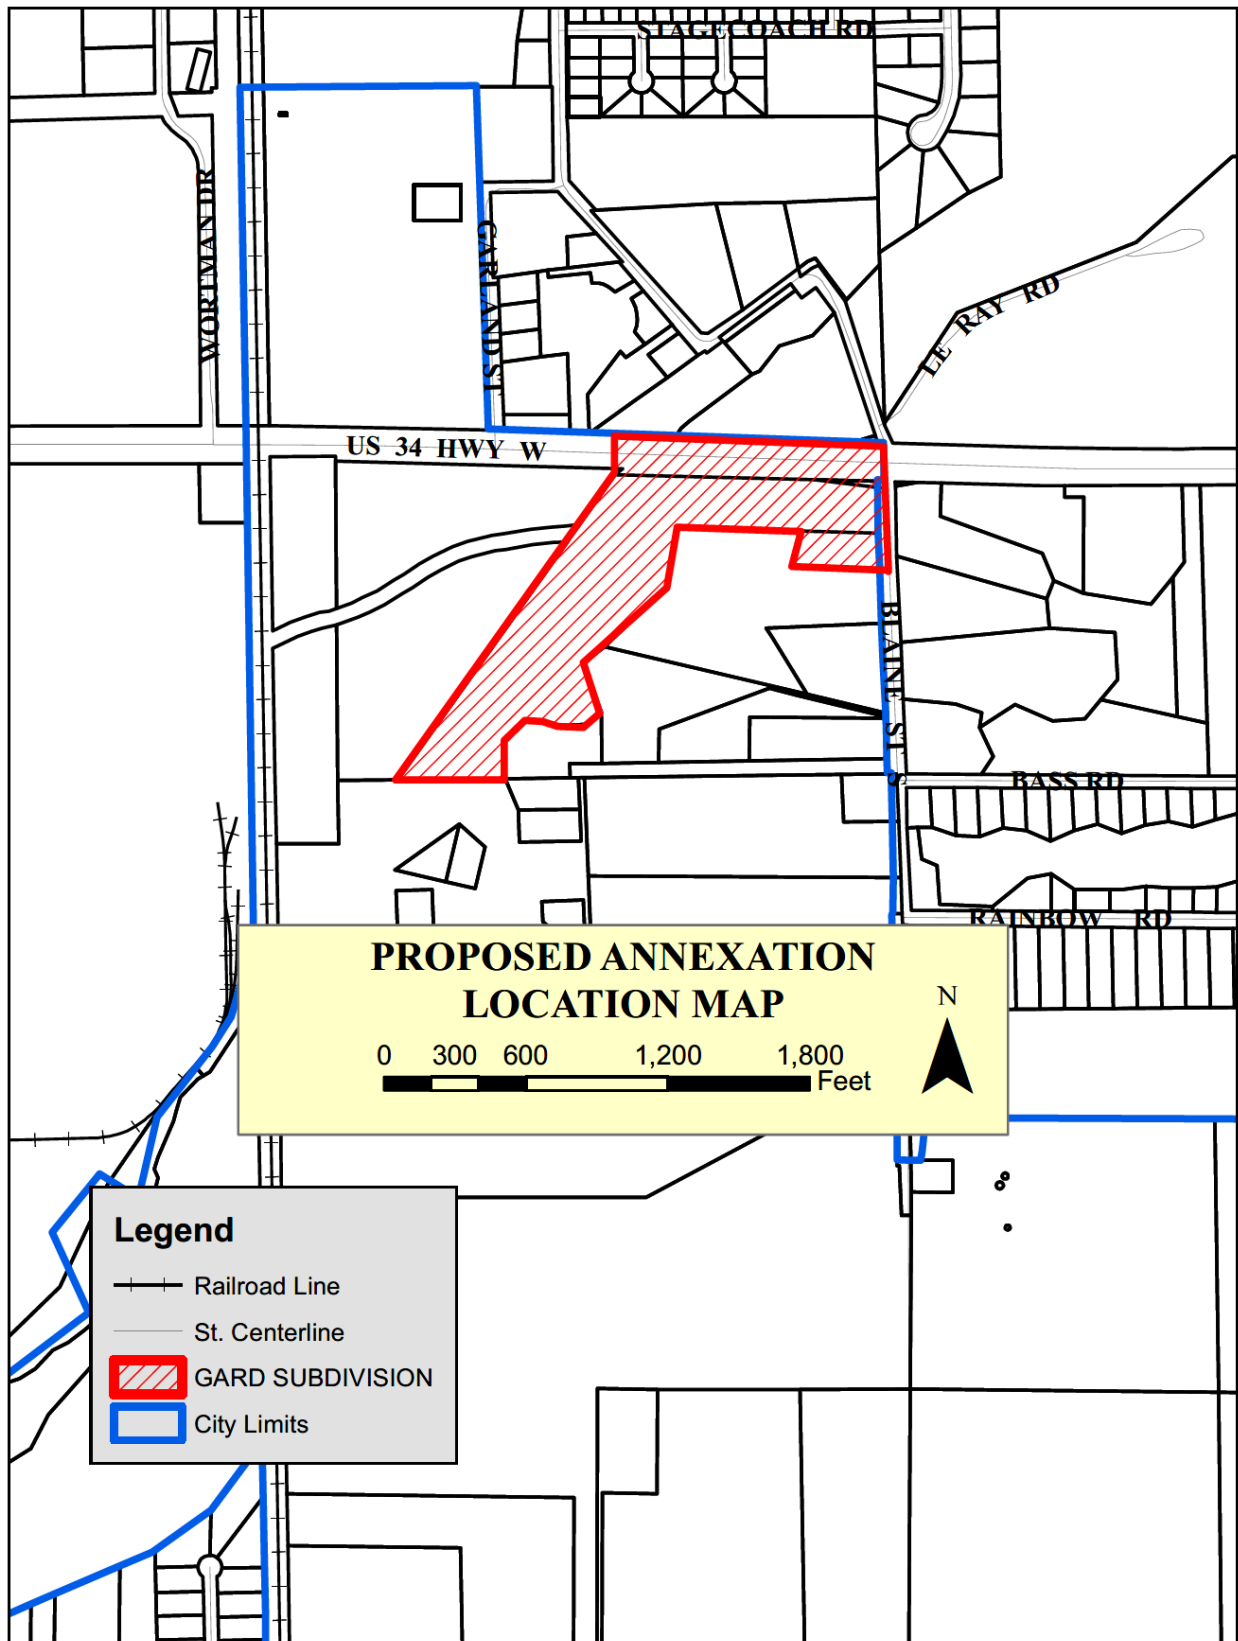 STAGECOACH RD
WORTMAN DR
GARLAND ST
LE RAY RD
US 34 HWY W
BLAINE ST S
BASS RD
RAINBOW RD
PROPOSED ANNEXATION
LOCATION MAP
N
0 300 600 1,200 1,800
Feet
Legend
Railroad Line
St. Centerline
GARD SUBDIVISION
City Limits